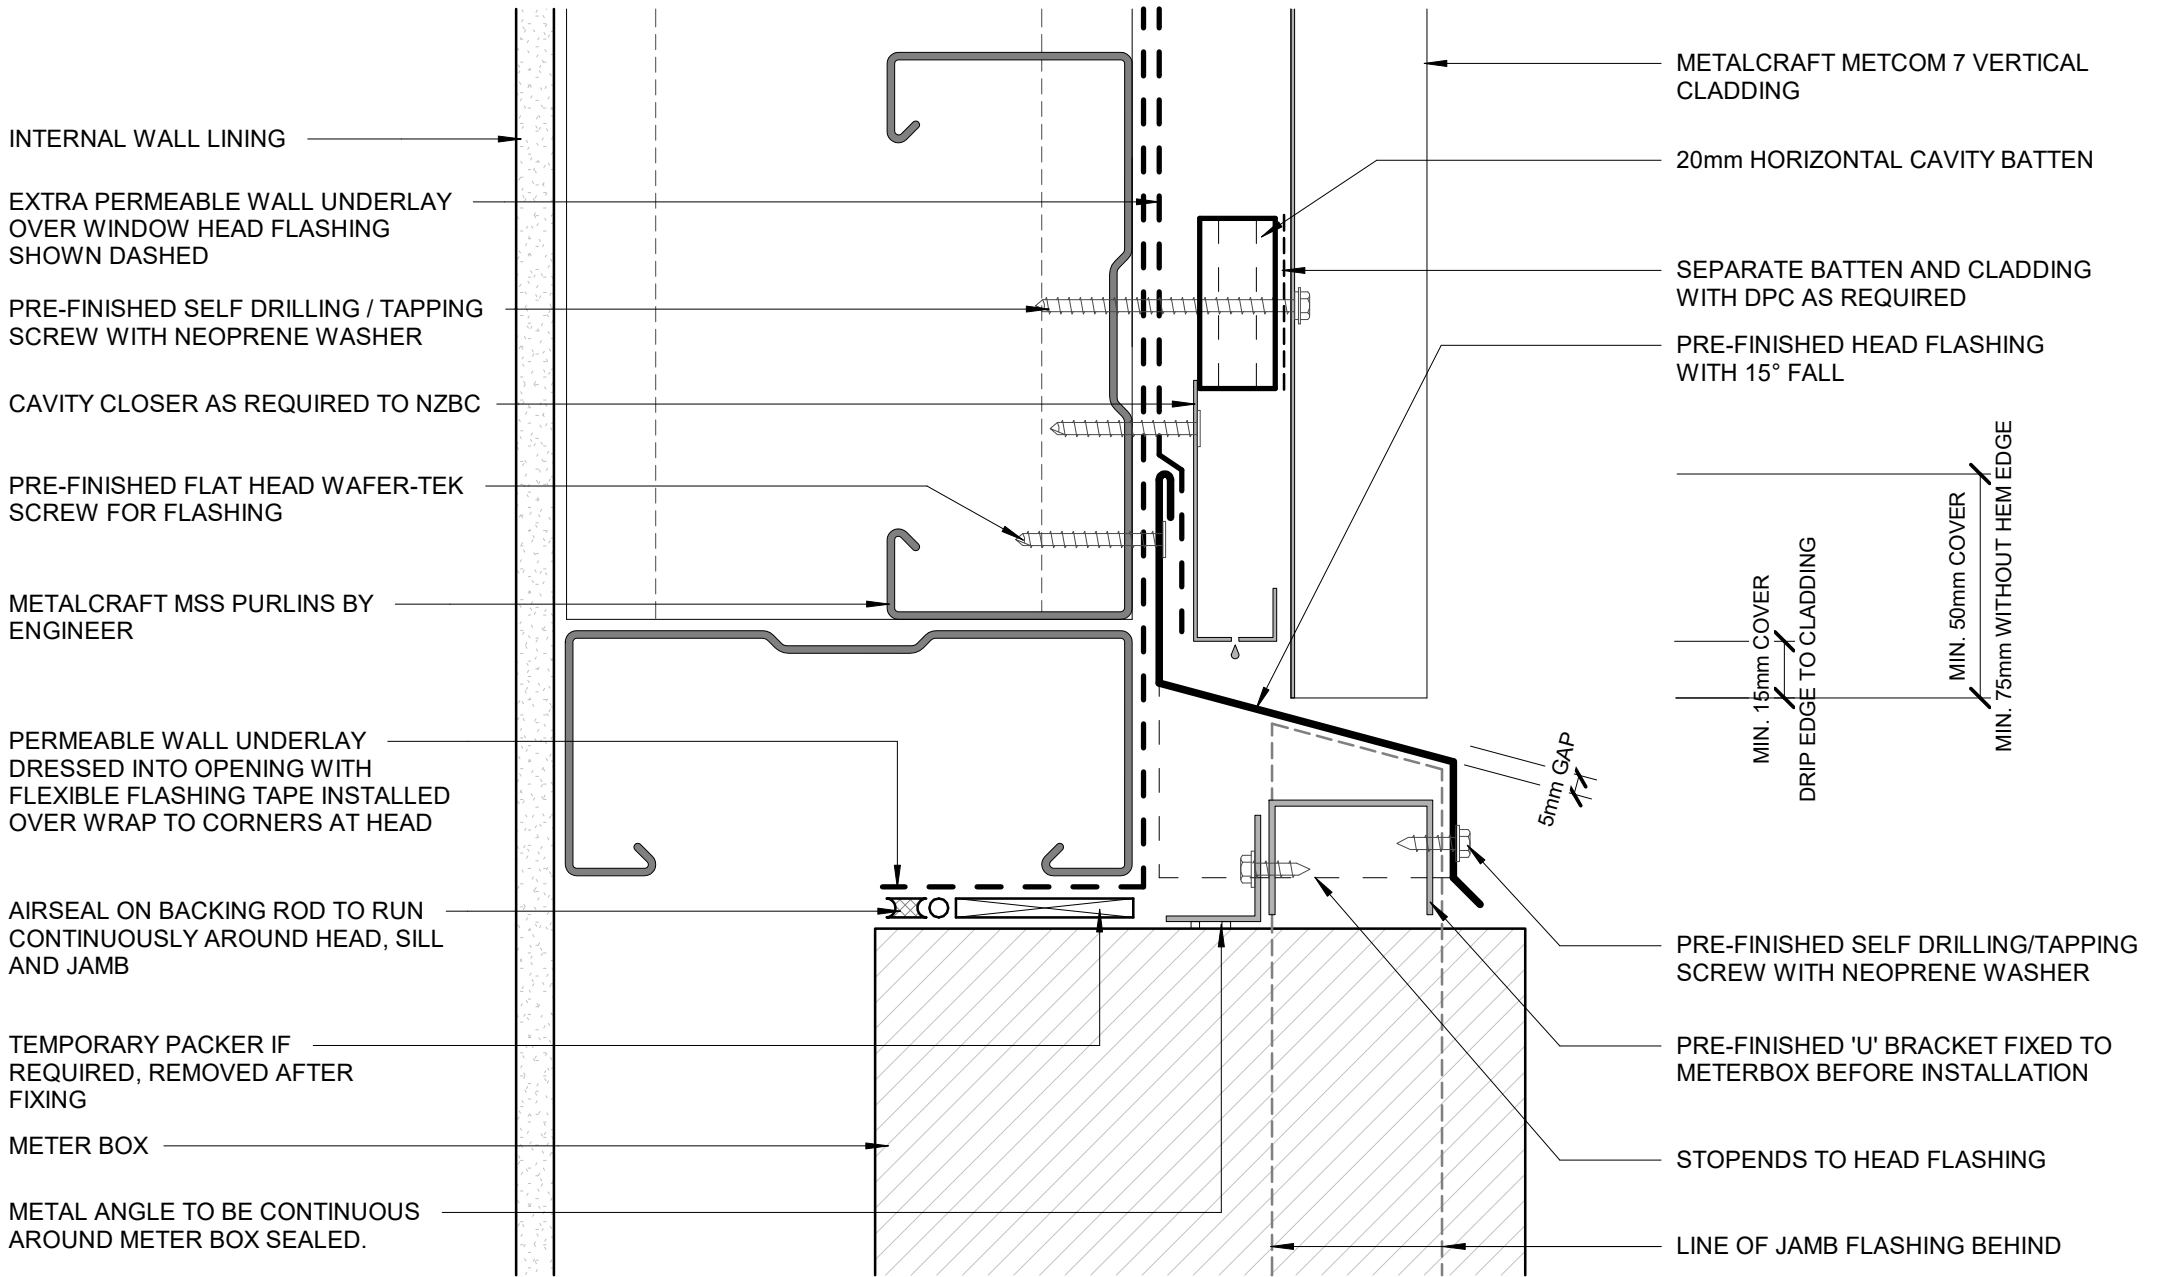 INTERNAL WALL LINING
EXTRA PERMEABLE WALL UNDERLAY
OVER WINDOW HEAD FLASHING
SHOWN DASHED
PRE-FINISHED SELF DRILLING / TAPPING
SCREW WITH NEOPRENE WASHER
CAVITY CLOSER AS REQUIRED TO NZBC
PRE-FINISHED FLAT HEAD WAFER-TEK
SCREW FOR FLASHING
METALCRAFT MSS PURLINS BY
ENGINEER
PERMEABLE WALL UNDERLAY
DRESSED INTO OPENING WITH
FLEXIBLE FLASHING TAPE INSTALLED
OVER WRAP TO CORNERS AT HEAD
AIRSEAL ON BACKING ROD TO RUN
CONTINUOUSLY AROUND HEAD, SILL
AND JAMB
TEMPORARY PACKER IF
REQUIRED, REMOVED AFTER
FIXING
METER BOX
METAL ANGLE TO BE CONTINUOUS
AROUND METER BOX SEALED.
METALCRAFT METCOM 7 VERTICAL
CLADDING
20mm HORIZONTAL CAVITY BATTEN
SEPARATE BATTEN AND CLADDING
WITH DPC AS REQUIRED
PRE-FINISHED HEAD FLASHING
WITH 15° FALL
MIN. 15mm COVER
DRIP EDGE TO CLADDING
MIN. 50mm COVER
MIN. 75mm WITHOUT HEM EDGE
5mm GAP
PRE-FINISHED SELF DRILLING/TAPPING
SCREW WITH NEOPRENE WASHER
PRE-FINISHED 'U' BRACKET FIXED TO
METERBOX BEFORE INSTALLATION
STOPENDS TO HEAD FLASHING
LINE OF JAMB FLASHING BEHIND